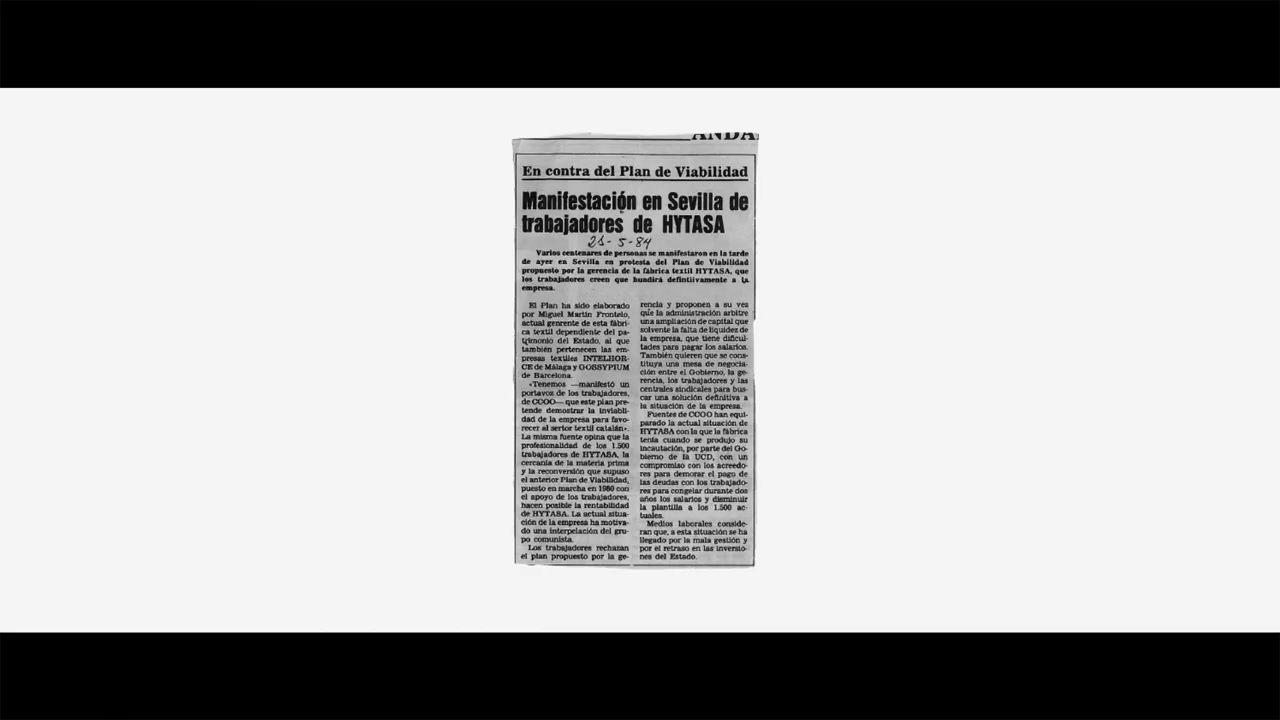 ANDA
En contra del Plan de Viabilidad
Manifestación en Sevilla de
trabajadores de HYTASA
Varios centenares de personas se manifestaron en la tarde
de ayer en Sevilla en protesta del Plan de Viabilidad
propuesto por la gerencia de la fábrica textil HYTASA, que
los trabajadores creen que hundirá defintiivamente a la
empresa.
El Plan ha sido elaborado
por Miguel Martín Frontelo,
actual genrente de esta fábri-
ca textil dependiente del pa-
trimonio del Estado, al que
también pertenecen las em-
presas textiles INTELHOR-
CE de Málaga y GOSSYPIUM
de Barcelona.
«Tenemos —manifestó un
portavoz de los trabajadores,
de CCOO— que este plan pre-
tende demostrar la inviabli-
dad de la empresa para favo-
recer al sertor textil catalán».
La misma fuente opina que la
profesionalidad de los 1.500
trabajadores de HYTASA, la
cercanía de la materia prima
y la reconversión que supuso
el anterior Plan de Viabilidad,
puesto en marcha en 1980 con
el apoyo de los trabajadores,
hacen posible la rentabilidad
de HYTASA. La actual situa-
ción de la empresa ha motiva-
do una interpelación del gru-
po comunista.
Los trabajadores rechazan
el plan propuesto por la ge-
rencia y proponen a su ves
que la administración arbitre
una ampliación de capital que
solvente la falta de liquidez de
la empresa, que tiene dificul-
tades para pagar los salarios.
También quieren que se cons-
tituya una mesa de negocia-
ción entre el Gobierno, la ge-
rencia, los trabajadores y las
centrales sindicales para bus-
car una solución definitiva a
la situación de la empresa.
Fuentes de CCOO han equi-
parado la actual situación de
HYTASA con la que la fábrica
tenía cuando se produjo su
incautación, por parte del Go-
bierno de la UCD, con un
compromiso con los acreedo-
res para demorar el pago de
las deudas con los trabajado-
res para congelar durante dos
años los salarios y disminuir
la plantilla a los 1.500 ac-
tuales.
Medios laborales conside-
ran que, a esta situación se ha
llegado por la mala gestión y
por el retraso en las inversio-
nes del Estado.